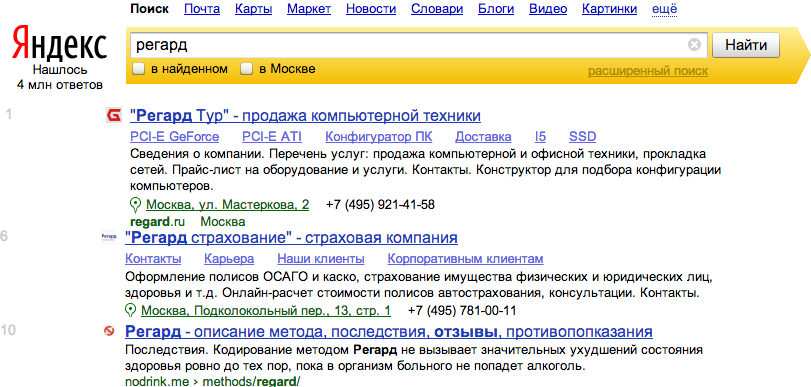 Поиск Почта Карты Маркет Новости Словари Блоги Видео Картинки ещё
Яндекс
Нашлось
4 млн ответов
регард
Найти
в найденном в Москве расширенный поиск
1 "Регард Тур" - продажа компьютерной техники
PCI-E GeForce PCI-E ATI Конфигуратор ПК Доставка I5 SSD
Сведения о компании. Перечень услуг: продажа компьютерной и офисной техники, прокладка
сетей. Прайс-лист на оборудование и услуги. Контакты. Конструктор для подбора конфигурации
компьютеров.
Москва, ул. Мастеркова, 2 +7 (495) 921-41-58
regard.ru Москва
6 Регард "Регард страхование" - страховая компания
Контакты Карьера Наши клиенты Корпоративным клиентам
Оформление полисов ОСАГО и каско, страхование имущества физических и юридических лиц,
здоровья и т.д. Онлайн-расчет стоимости полисов автострахования, консультации. Контакты.
Москва, Подколокольный пер., 13, стр. 1 +7 (495) 781-00-11
10 Регард - описание метода, последствия, отзывы, противопоказания
Последствия. Кодирование методом Регард не вызывает значительных ухудшений состояния
здоровья ровно до тех пор, пока в организм больного не попадет алкоголь.
nodrink.me › methods/regard/